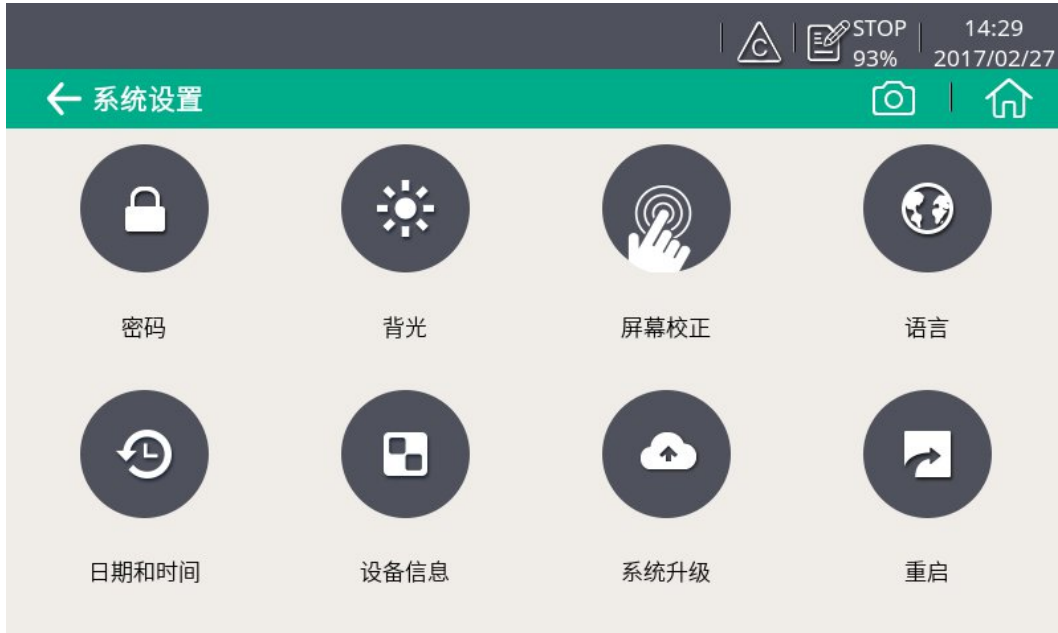 C
STOP 14:29
93% 2017/02/27
系统设置
密码 背光 屏幕校正 语言
日期和时间 设备信息 系统升级 重启